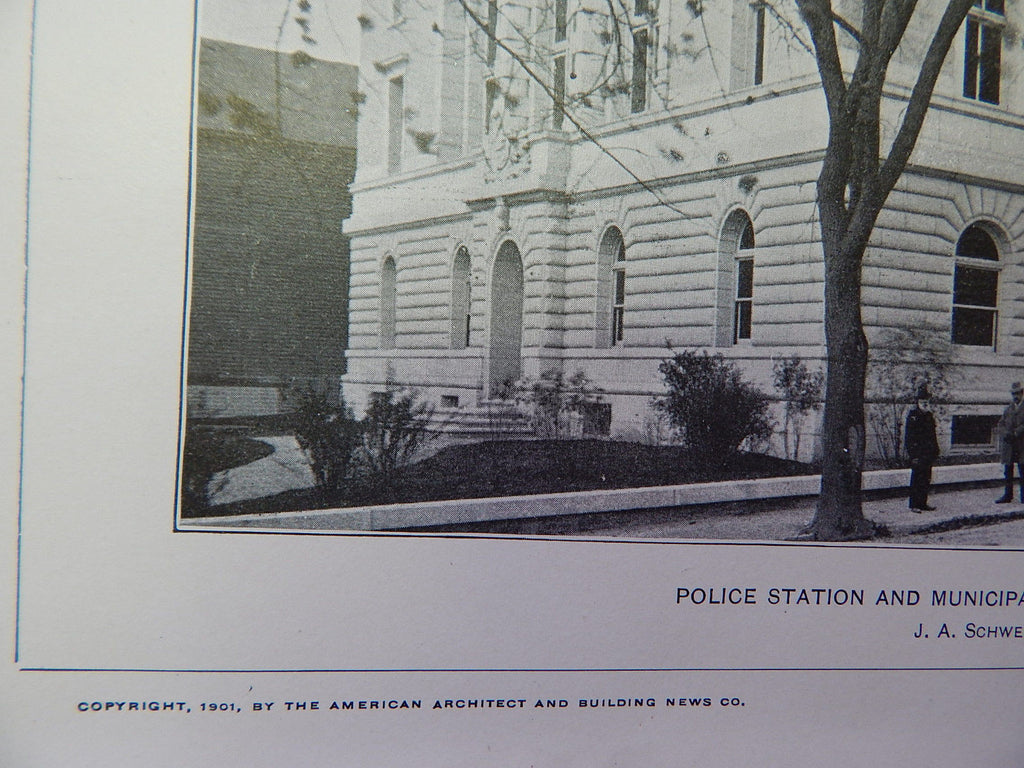 POLICE STATION AND MUNICIPA
J. A. SCHWE
COPYRIGHT, 1901, BY THE AMERICAN ARCHITECT AND BUILDING NEWS CO.